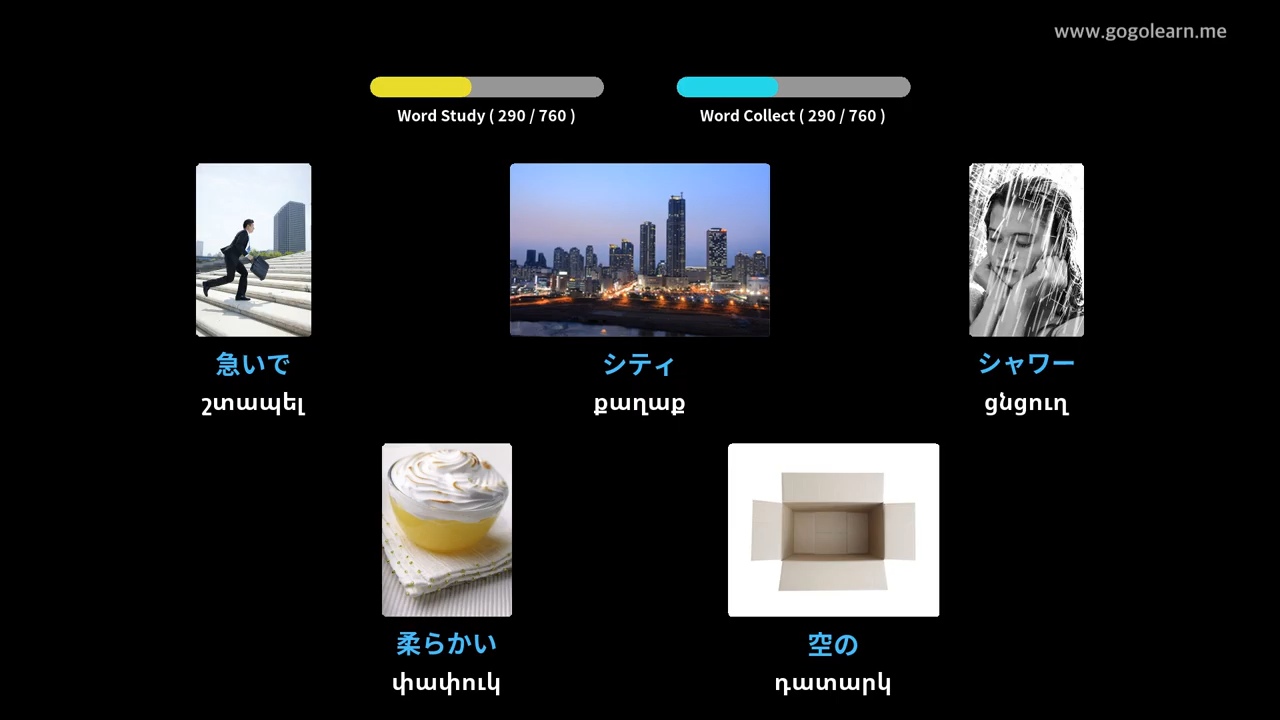 www.gogolearn.me
Word Study ( 290 / 760 )
Word Collect ( 290 / 760 )
急いで
シティ
シャワー
շտապել
քաղաք
ցնցուղ
柔らかい
空の
փափուկ
դատարկ